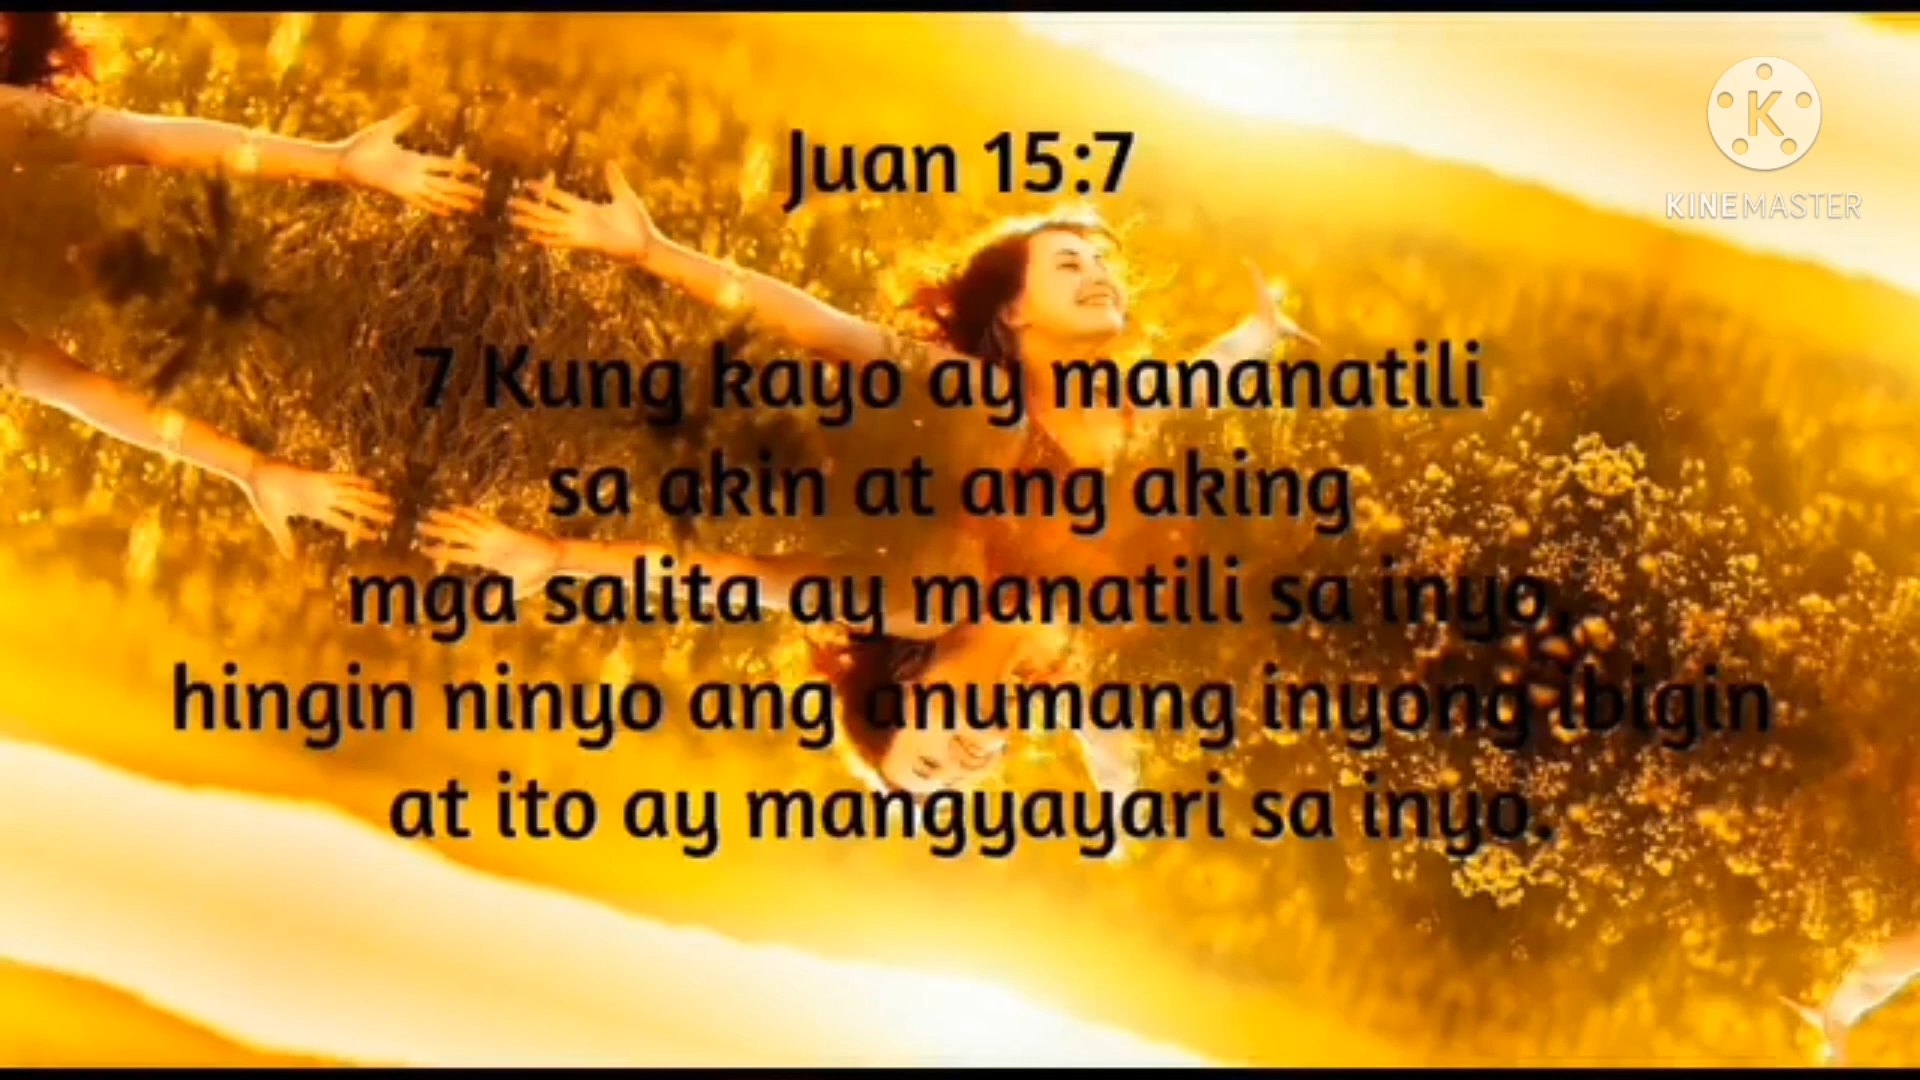 Juan 15:7
KINEMASTER
7 Kung kayo ay mananatili
sa akin at ang aking
mga salita ay manatili sa inyo,
hingin ninyo ang anumang inyong ibigin
at ito ay mangyayari sa inyo.